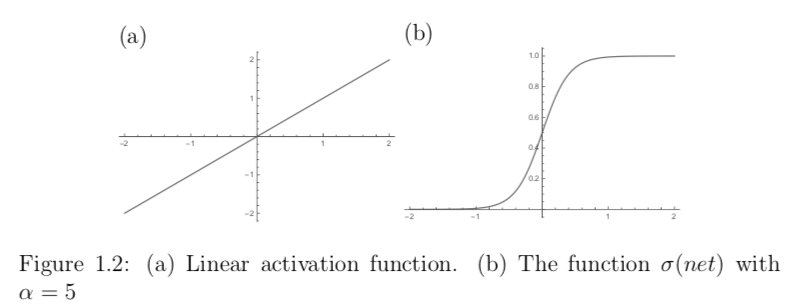 (a)
(b)
2
1
-2 -1 1 2
-1
-2
1.0
0.8
0.6
0.4
0.2
-2 -1 1 2
Figure 1.2: (a) Linear activation function. (b) The function σ(net) with
α = 5